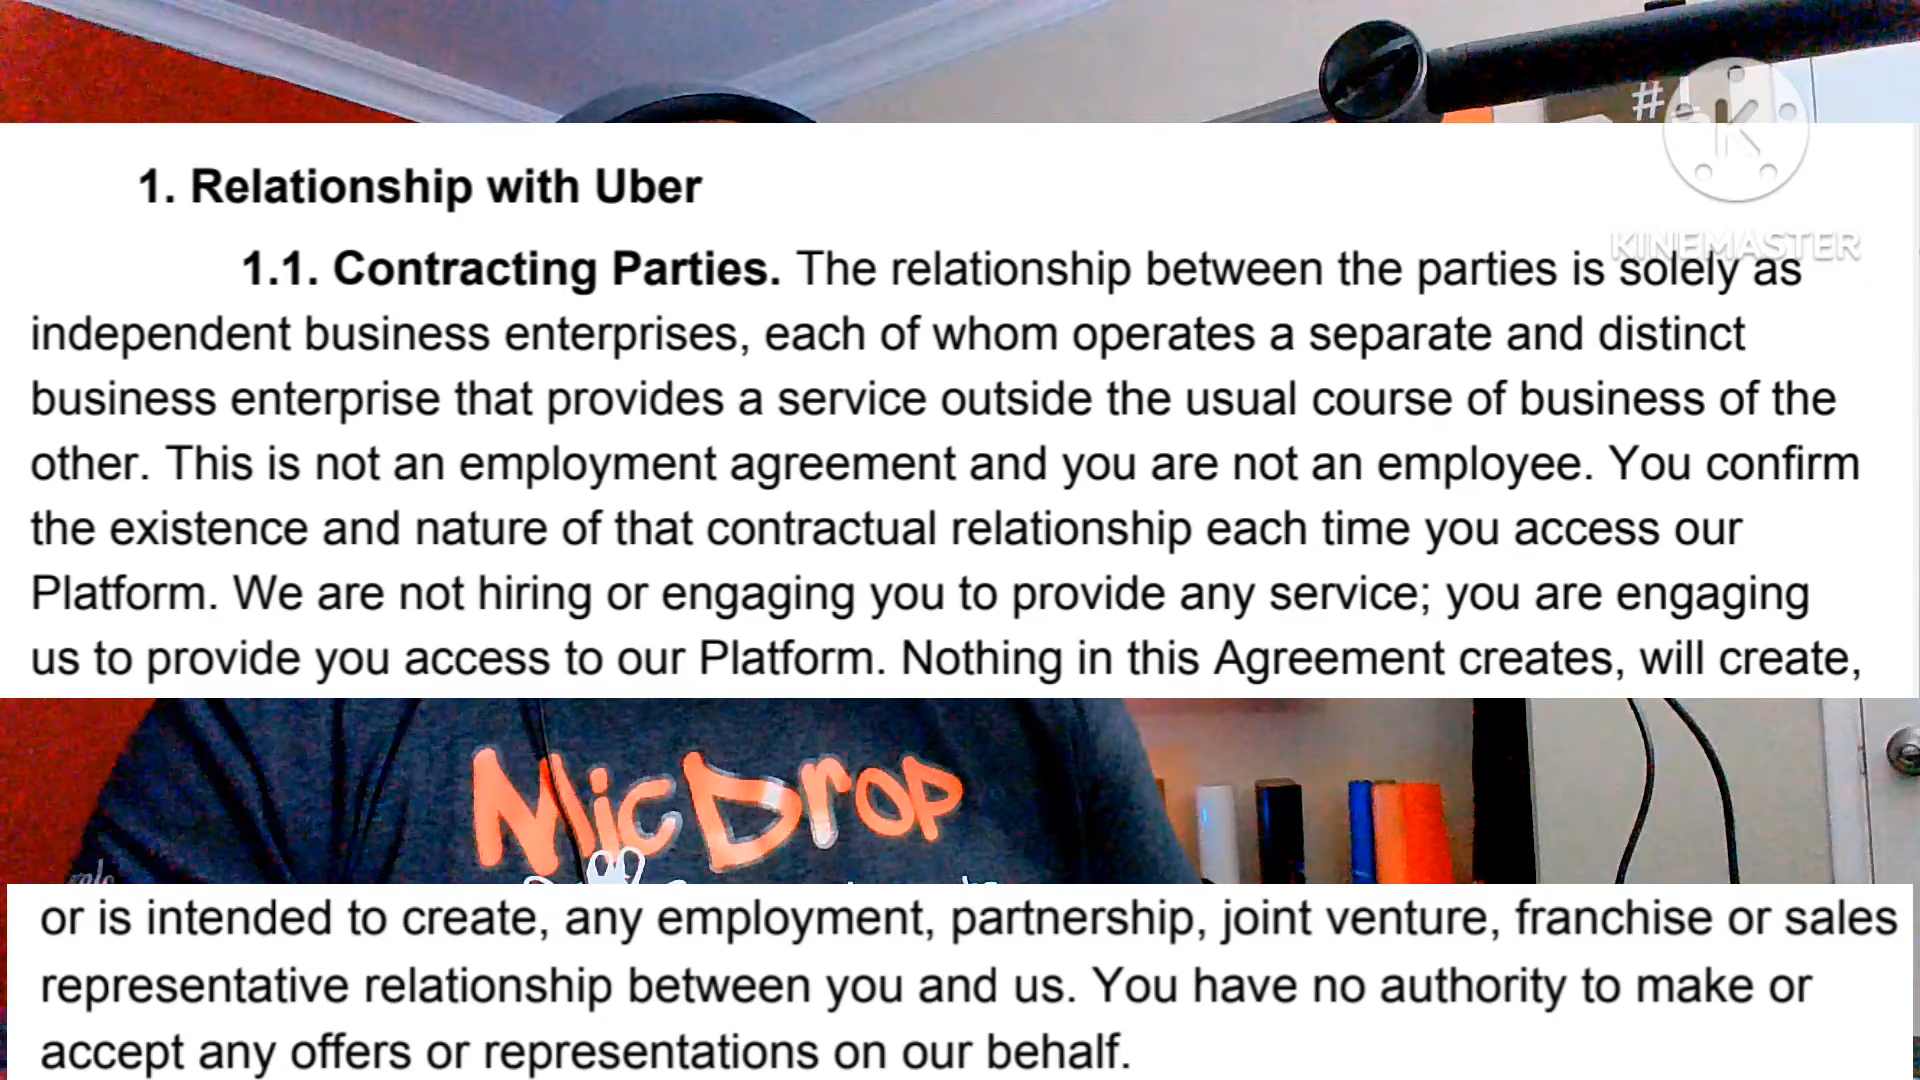 #
KINEMASTER
1. Relationship with Uber
1.1. Contracting Parties. The relationship between the parties is solely as
independent business enterprises, each of whom operates a separate and distinct
business enterprise that provides a service outside the usual course of business of the
other. This is not an employment agreement and you are not an employee. You confirm
the existence and nature of that contractual relationship each time you access our
Platform. We are not hiring or engaging you to provide any service; you are engaging
us to provide you access to our Platform. Nothing in this Agreement creates, will create,
MicDrop
or is intended to create, any employment, partnership, joint venture, franchise or sales
representative relationship between you and us. You have no authority to make or
accept any offers or representations on our behalf.